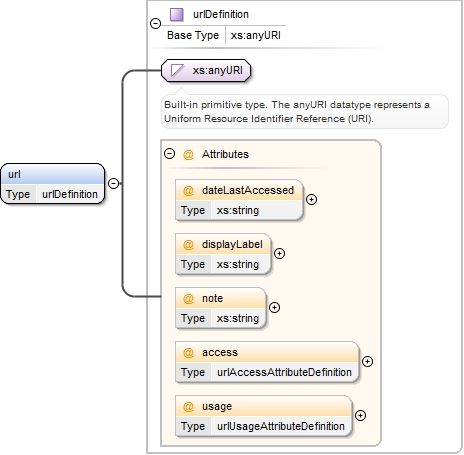 urlDefinition
Base Type xs:anyURI
xs:anyURI
Built-in primitive type. The anyURI datatype represents a
Uniform Resource Identifier Reference (URI).
url
Type urlDefinition
@ Attributes
@ dateLastAccessed
Type xs:string
@ displayLabel
Type xs:string
@ note
Type xs:string
@ access
Type urlAccessAttributeDefinition
@ usage
Type urlUsageAttributeDefinition